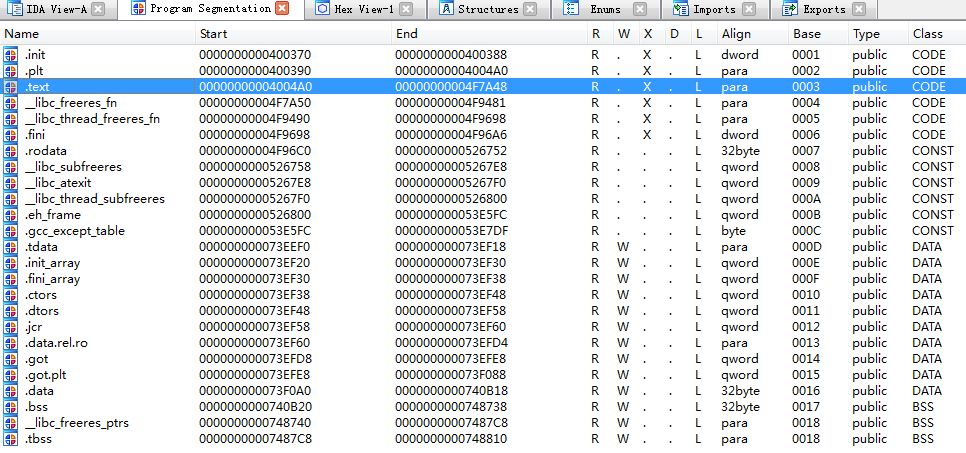 IDA View-A Program Segmentation Hex View-1 Structures Enums Imports Exports
Name Start End R W X D L Align Base Type Class
.init 0000000000400370 0000000000400388 R . X . L dword 0001 public CODE
.plt 0000000000400390 00000000004004A0 R . X . L para 0002 public CODE
.text 00000000004004A0 00000000004F7A48 R . X . L para 0003 public CODE
__libc_freeres_fn 00000000004F7A50 00000000004F9481 R . X . L para 0004 public CODE
__libc_thread_freeres_fn 00000000004F9490 00000000004F9698 R . X . L para 0005 public CODE
.fini 00000000004F9698 00000000004F96A6 R . X . L dword 0006 public CODE
.rodata 00000000004F96C0 0000000000526752 R . . . L 32byte 0007 public CONST
__libc_subfreeres 0000000000526758 00000000005267E8 R . . . L qword 0008 public CONST
__libc_atexit 00000000005267E8 00000000005267F0 R . . . L qword 0009 public CONST
__libc_thread_subfreeres 00000000005267F0 0000000000526800 R . . . L qword 000A public CONST
.eh_frame 0000000000526800 000000000053E5FC R . . . L qword 000B public CONST
.gcc_except_table 000000000053E5FC 000000000053E7DF R . . . L byte 000C public CONST
.tdata 000000000073EEF0 000000000073EF18 R W . . L para 000D public DATA
.init_array 000000000073EF20 000000000073EF30 R W . . L qword 000E public DATA
.fini_array 000000000073EF30 000000000073EF38 R W . . L qword 000F public DATA
.ctors 000000000073EF38 000000000073EF48 R W . . L qword 0010 public DATA
.dtors 000000000073EF48 000000000073EF58 R W . . L qword 0011 public DATA
.jcr 000000000073EF58 000000000073EF60 R W . . L qword 0012 public DATA
.data.rel.ro 000000000073EF60 000000000073EFD4 R W . . L para 0013 public DATA
.got 000000000073EFD8 000000000073EFE8 R W . . L qword 0014 public DATA
.got.plt 000000000073EFE8 000000000073F088 R W . . L qword 0015 public DATA
.data 000000000073F0A0 0000000000740B18 R W . . L 32byte 0016 public DATA
.bss 0000000000740B20 0000000000748738 R W . . L 32byte 0017 public BSS
__libc_freeres_ptrs 0000000000748740 00000000007487C8 R W . . L para 0018 public BSS
.tbss 00000000007487C8 0000000000748810 R W . . L para 0018 public BSS